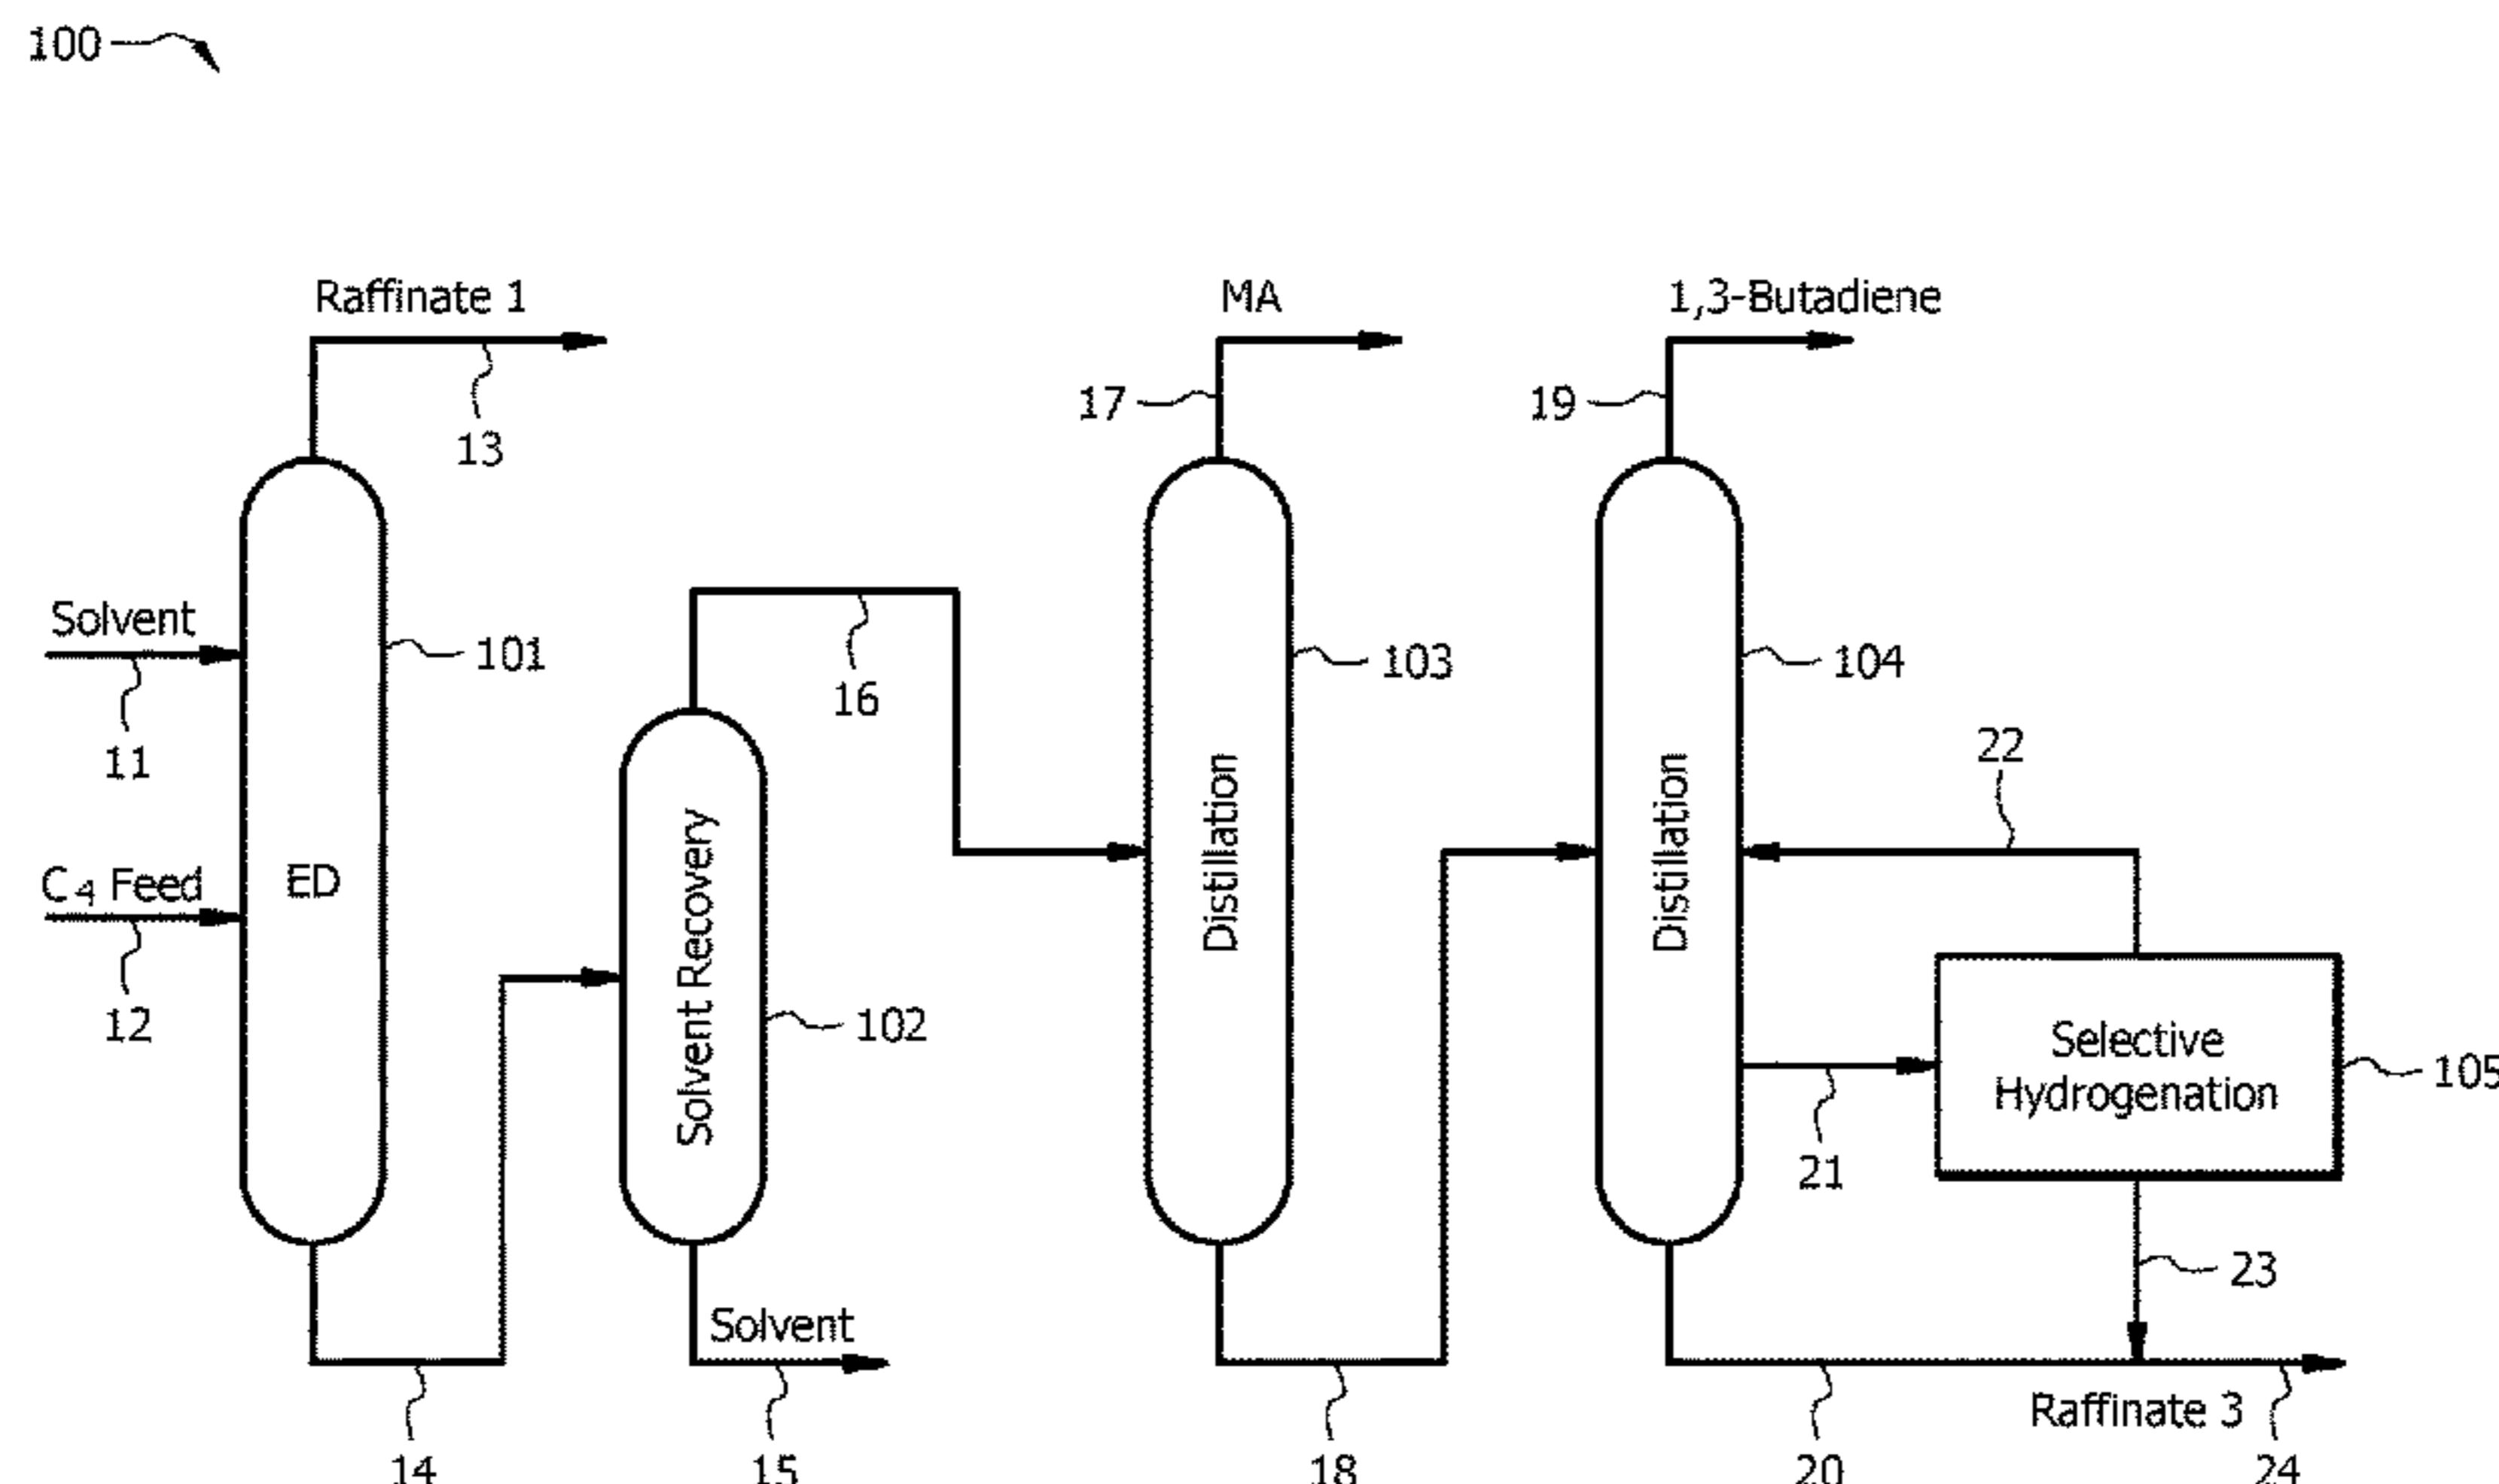 100
Raffinate 1
MA
1,3-Butadiene
13
17
19
Solvent
101
11
16
103
104
22
C4 Feed
ED
12
Solvent Recovery
102
Distillation
Distillation
Selective
Hydrogenation
105
21
23
Solvent
Raffinate 3
14
15
18
20
24